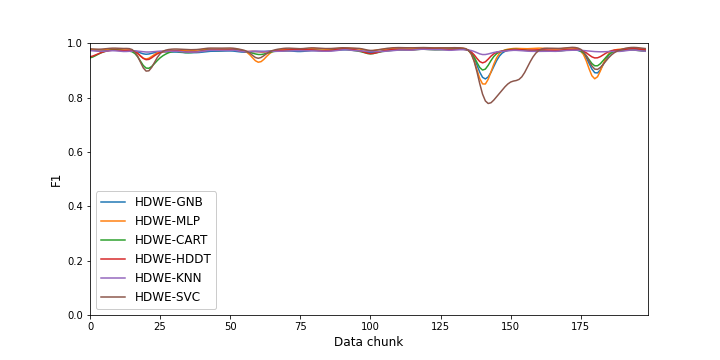 1.0
0.8
0.6
0.4
0.2
0.0
F1
HDWE-GNB
HDWE-MLP
HDWE-CART
HDWE-HDDT
HDWE-KNN
HDWE-SVC
0 25 50 75 100 125 150 175
Data chunk